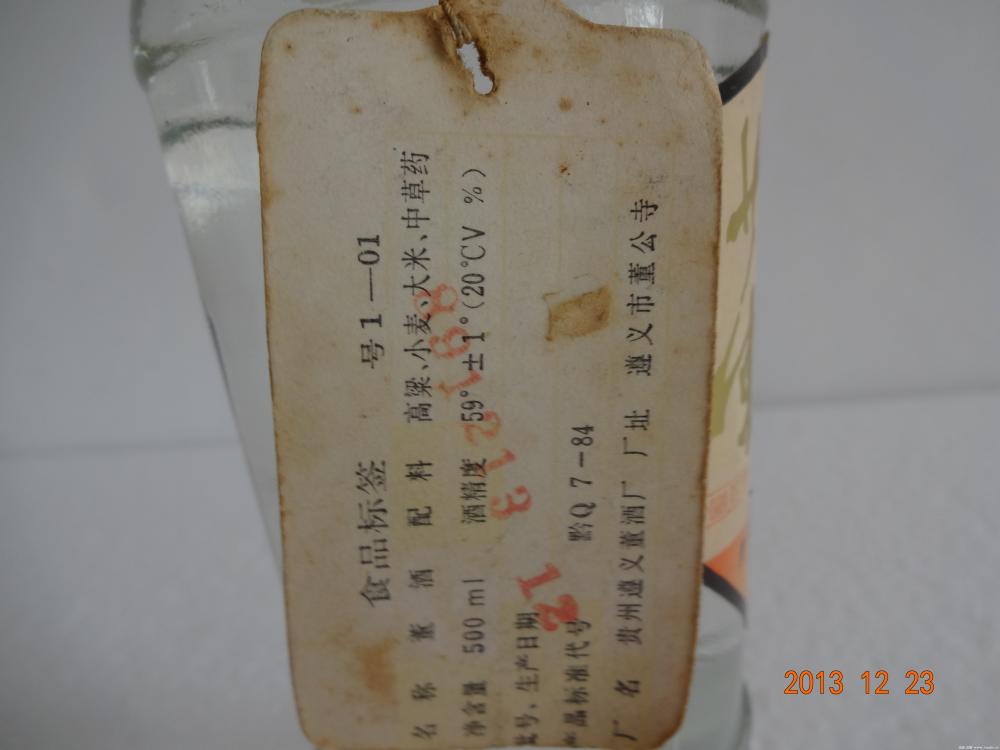 食品标签 号1—01
名称 董酒 配料 高粱、小麦、大米、中草药
净含量 500 ml 酒精度 59°±1°(20℃V %)
批号、生产日期
产品标准代号 黔Q 7—84
厂名 贵州遵义董酒厂 厂址 遵义市董公寺
2013 12 23